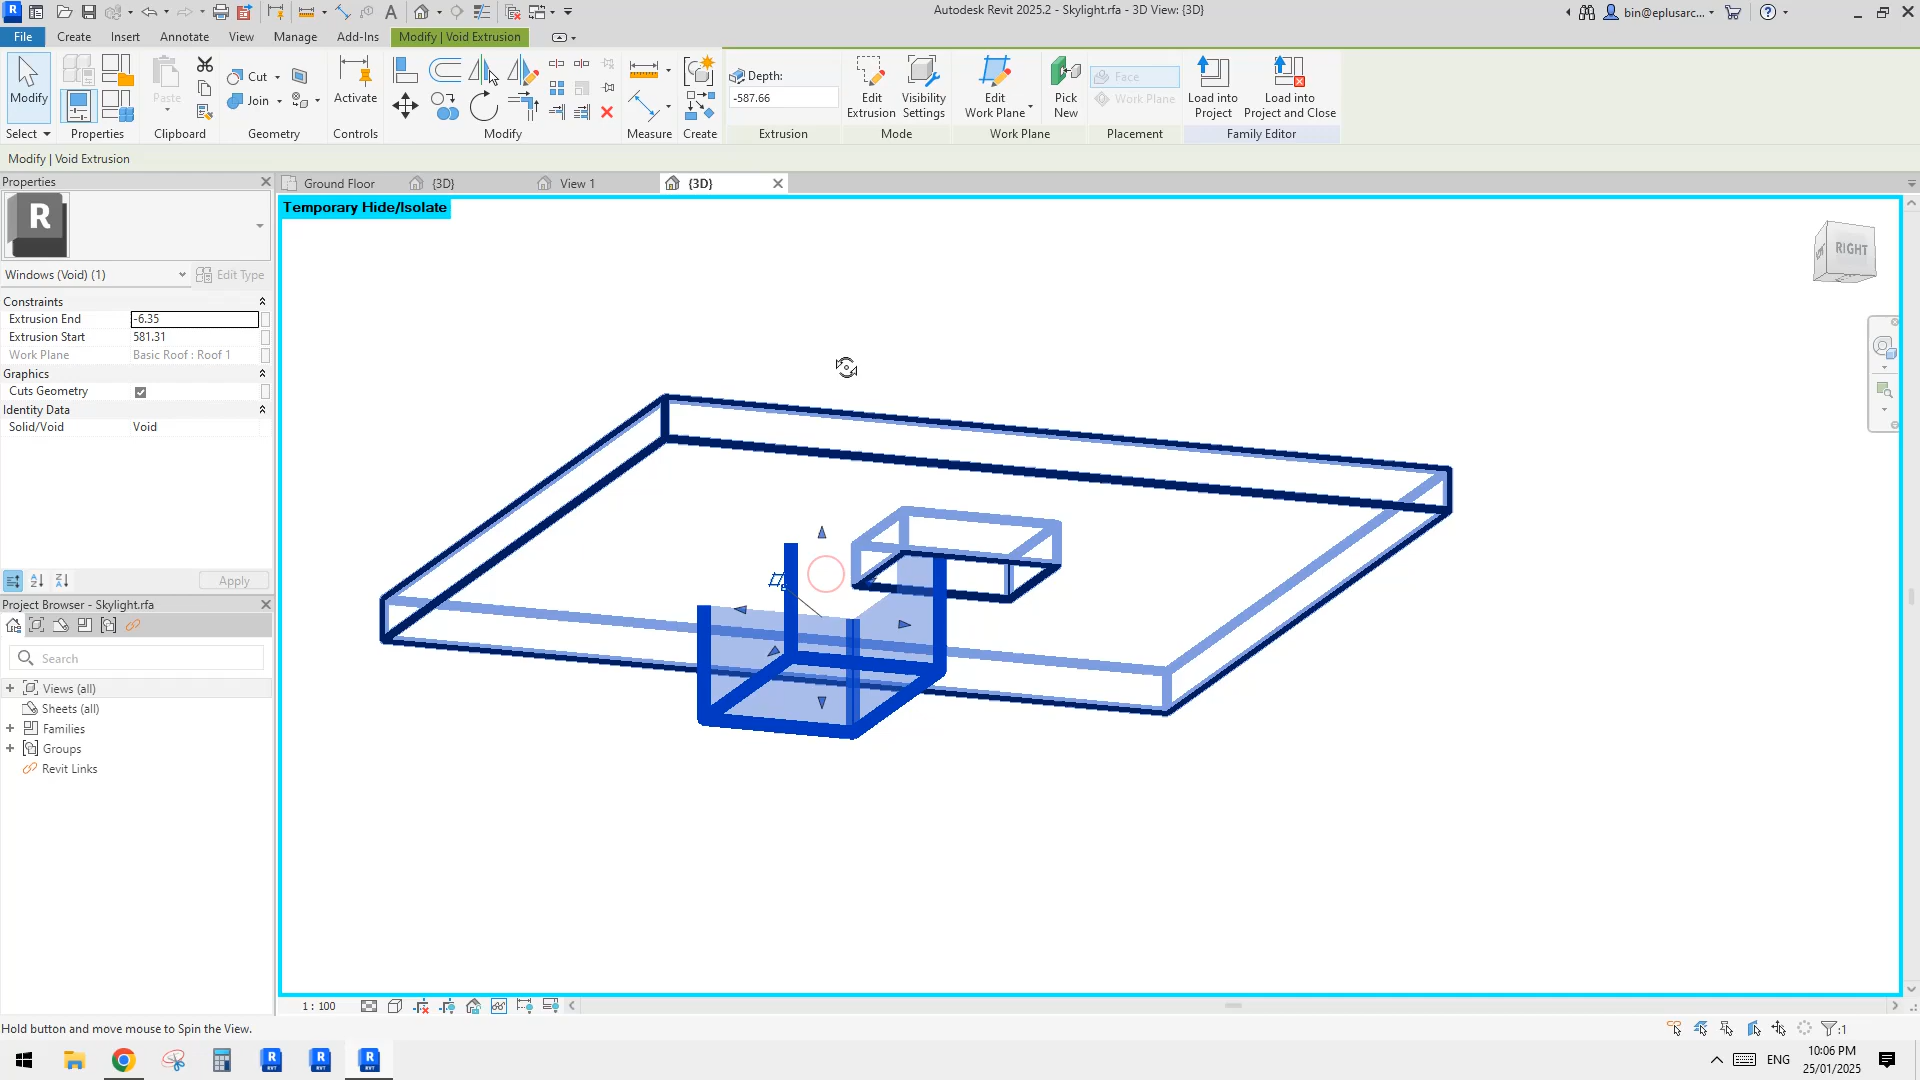 Autodesk Revit 2025.2 - Skylight.rfa - 3D View: {3D}
bin@eplusarc...
File
Create
Insert
Annotate
View
Manage
Add-Ins
Modify | Void Extrusion
Modify
Select
Properties
Paste
Clipboard
Cut
Join
Geometry
Activate
Controls
Modify
Measure
Create
Depth:
-587.66
Extrusion
Edit
Extrusion
Visibility
Settings
Mode
Edit
Work Plane
Pick
New
Work Plane
Face
Work Plane
Placement
Load into
Project
Load into
Project and Close
Family Editor
Modify | Void Extrusion
Properties
R
Windows (Void) (1)
Edit Type
Constraints
Extrusion End -6.35
Extrusion Start 581.31
Work Plane Basic Roof : Roof 1
Graphics
Cuts Geometry
Identity Data
Solid/Void Void
Apply
Project Browser - Skylight.rfa
Search
Views (all)
Sheets (all)
Families
Groups
Revit Links
Ground Floor
{3D}
View 1
{3D}
Temporary Hide/Isolate
RIGHT
1 : 100
Hold button and move mouse to Spin the View.
:1
ENG
10:06 PM
25/01/2025